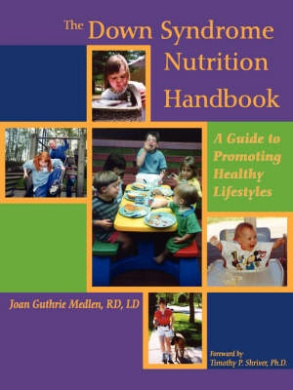 The Down Syndrome
Nutrition
Handbook
A Guide to
Promoting
Healthy
Lifestyles
Joan Guthrie Medlen, RD, LD
Foreword by
Timothy P. Shriver, Ph.D.